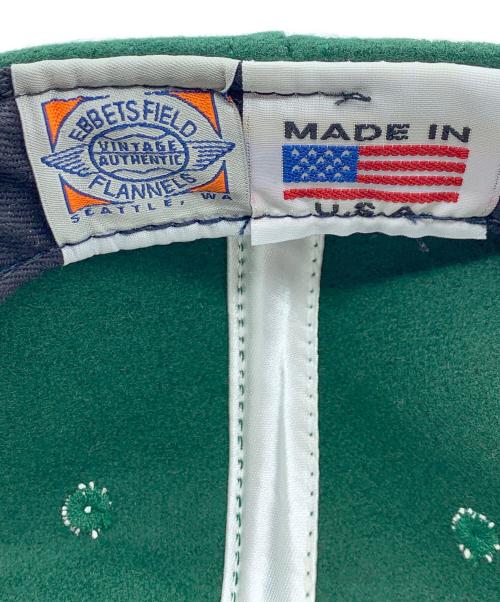 EBBETS FIELD
VINTAGE
AUTHENTIC
FLANNELS
SEATTLE, WA
MADE IN
U.S.A